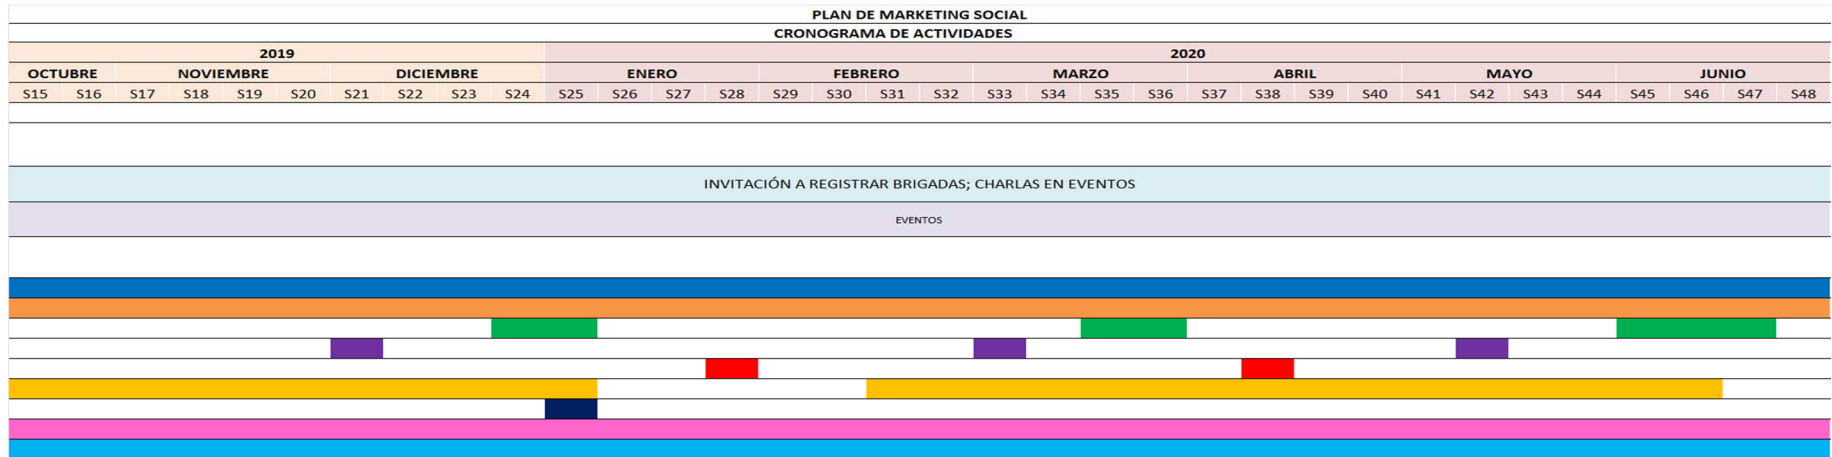 PLAN DE MARKETING SOCIAL
CRONOGRAMA DE ACTIVIDADES
2019 2020
OCTUBRE NOVIEMBRE DICIEMBRE ENERO FEBRERO MARZO ABRIL MAYO JUNIO
S15 S16 S17 S18 S19 S20 S21 S22 S23 S24 S25 S26 S27 S28 S29 S30 S31 S32 S33 S34 S35 S36 S37 S38 S39 S40 S41 S42 S43 S44 S45 S46 S47 S48
INVITACIÓN A REGISTRAR BRIGADAS; CHARLAS EN EVENTOS
EVENTOS